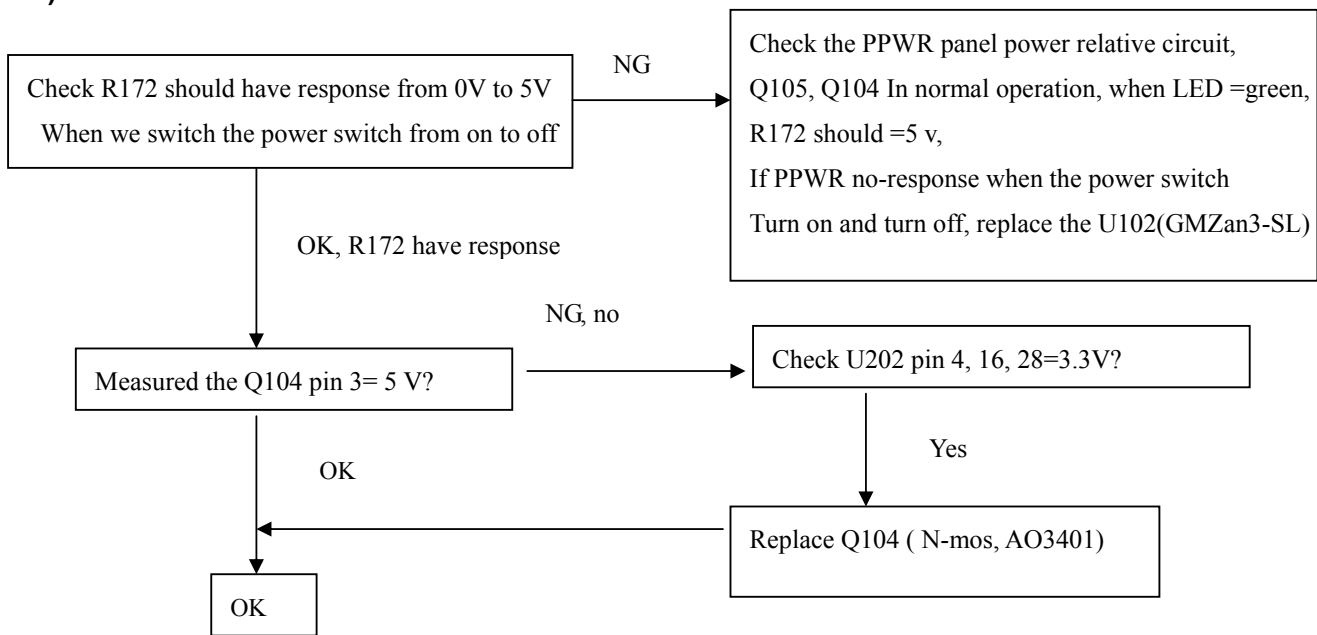 Check R172 should have response from 0V to 5V
When we switch the power switch from on to off
NG
Check the PPWR panel power relative circuit,
Q105, Q104 In normal operation, when LED =green,
R172 should =5 v,
If PPWR no-response when the power switch
Turn on and turn off, replace the U102(GMZan3-SL)
OK, R172 have response
NG, no
Measured the Q104 pin 3= 5 V?
Check U202 pin 4, 16, 28=3.3V?
OK
Yes
Replace Q104 ( N-mos, AO3401)
OK